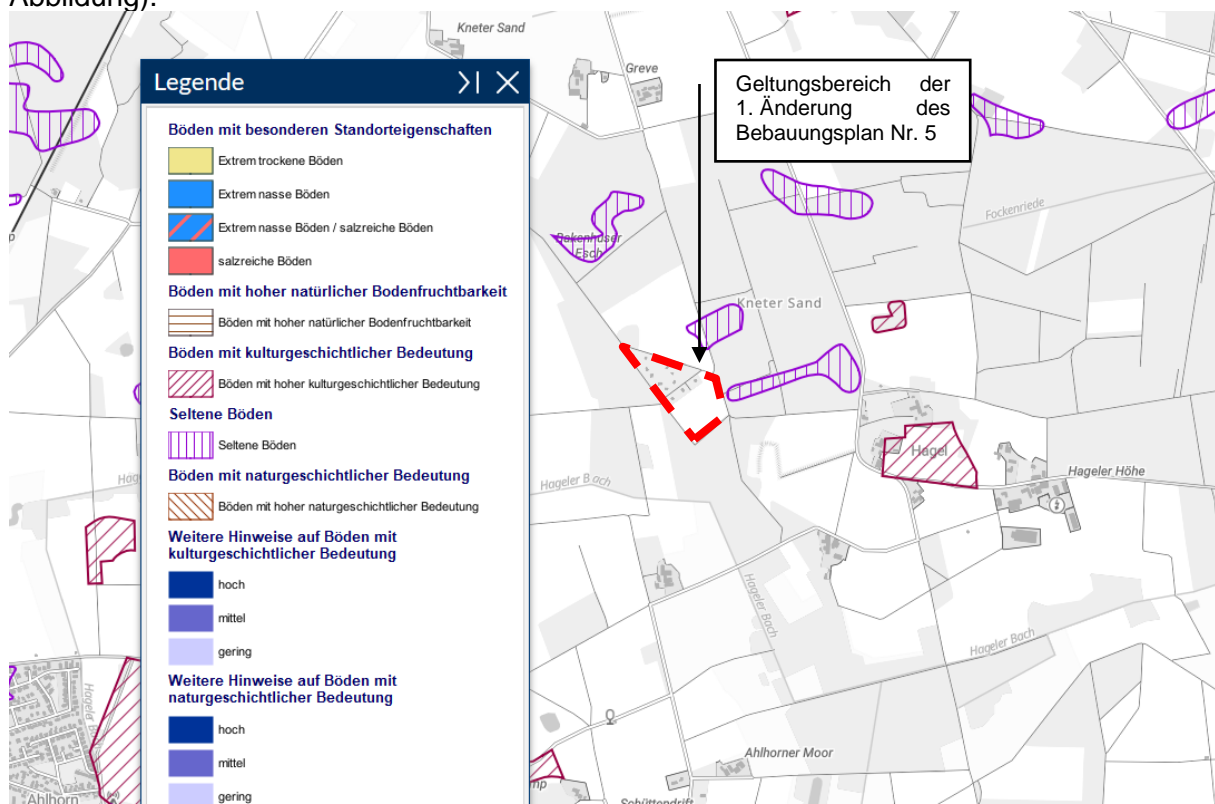 Abbildung).
Kneter Sand
Greve
Geltungsbereich der
1. Änderung des
Bebauungsplan Nr. 5
Legende
Böden mit besonderen Standorteigenschaften
Extrem trockene Böden
Extrem nasse Böden
Extrem nasse Böden / salzreiche Böden
salzreiche Böden
Böden mit hoher natürlicher Bodenfruchtbarkeit
Böden mit hoher natürlicher Bodenfruchtbarkeit
Böden mit kulturgeschichtlicher Bedeutung
Böden mit hoher kulturgeschichtlicher Bedeutung
Seltene Böden
Seltene Böden
Böden mit naturgeschichtlicher Bedeutung
Böden mit hoher naturgeschichtlicher Bedeutung
Weitere Hinweise auf Böden mit
kulturgeschichtlicher Bedeutung
hoch
mittel
gering
Weitere Hinweise auf Böden mit
naturgeschichtlicher Bedeutung
hoch
mittel
gering
Fockenriede
Bakenhuser
Esch
Kneter Sand
Hagel
Hageler Höhe
Hageler Bach
Hageler Bach
Hageler Bach
Ahlhorner Moor
Schüttendrift
Ahlhorn